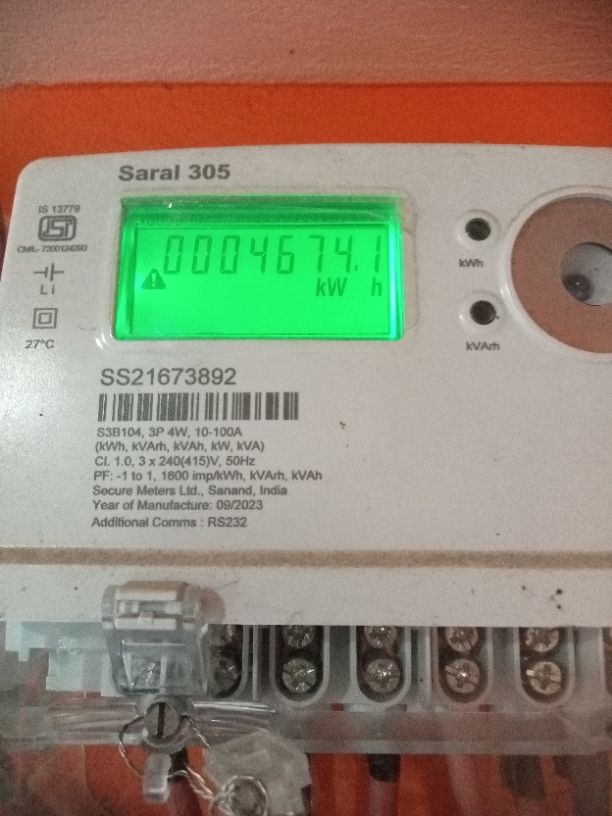 Saral 305
IS 13779
ISI
CM/L- 7200124260
0004674.1
kW h
kWh
Li
kVArh
27°C
SS21673892
S3B104, 3P 4W, 10-100A
(kWh, kVArh, kVAh, kW, kVA)
Cl. 1.0, 3 x 240(415)V, 50Hz
PF: -1 to 1, 1600 imp/kWh, kVArh, kVAh
Secure Meters Ltd., Sanand, India
Year of Manufacture: 09/2023
Additional Comms : RS232